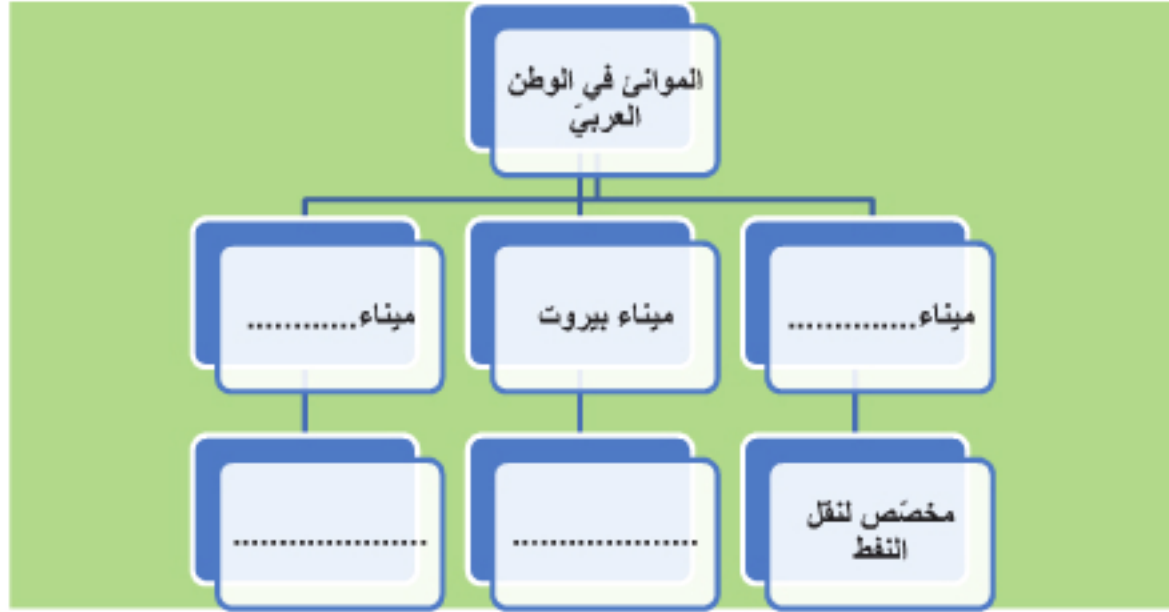 الموانئ في الوطن
العربيّ
ميناء..............
ميناء بيروت
ميناء............
مخصّص لنقل
النفط
....................
....................